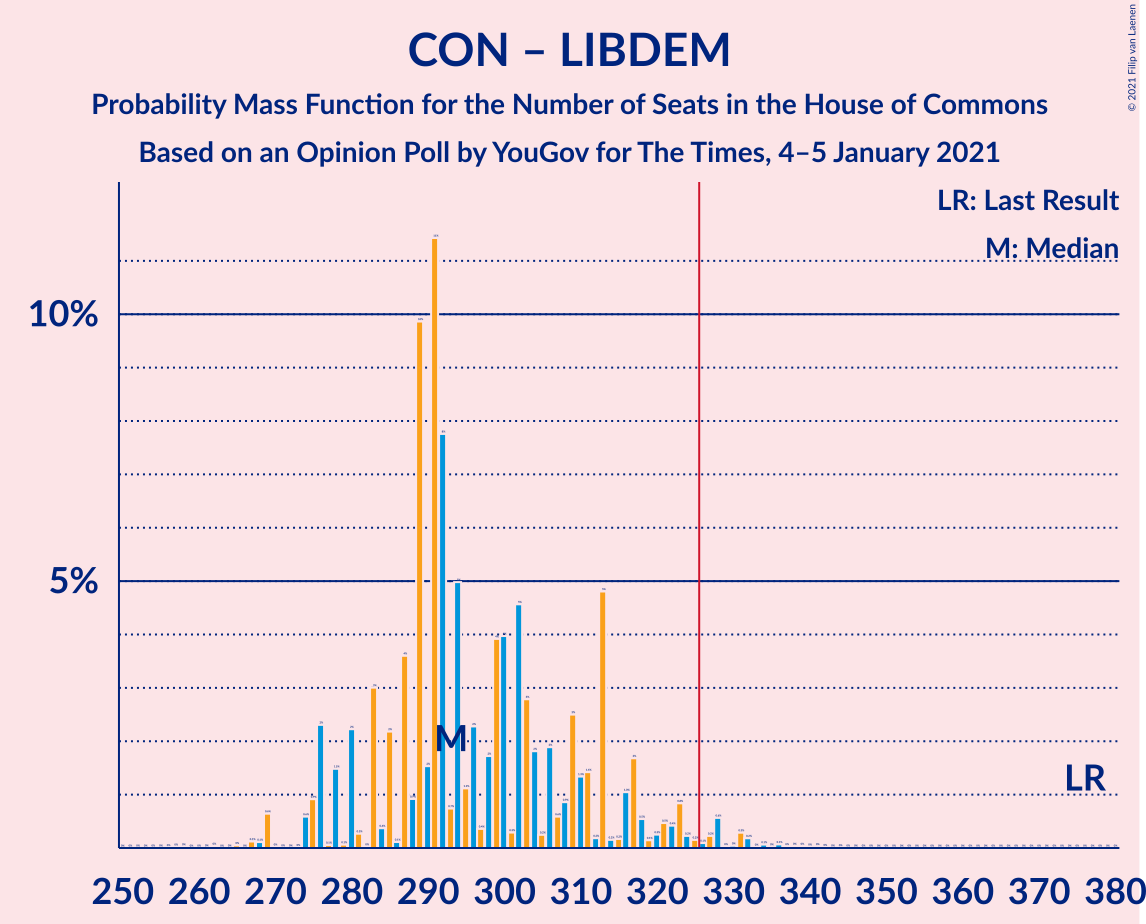 CON – LIBDEM
Probability Mass Function for the Number of Seats in the House of Commons
Based on an Opinion Poll by YouGov for The Times, 4–5 January 2021
© 2021 Filip van Laenen
LR: Last Result
M: Median
10%
5%
M
LR
250 260 270 280 290 300 310 320 330 340 350 360 370 380